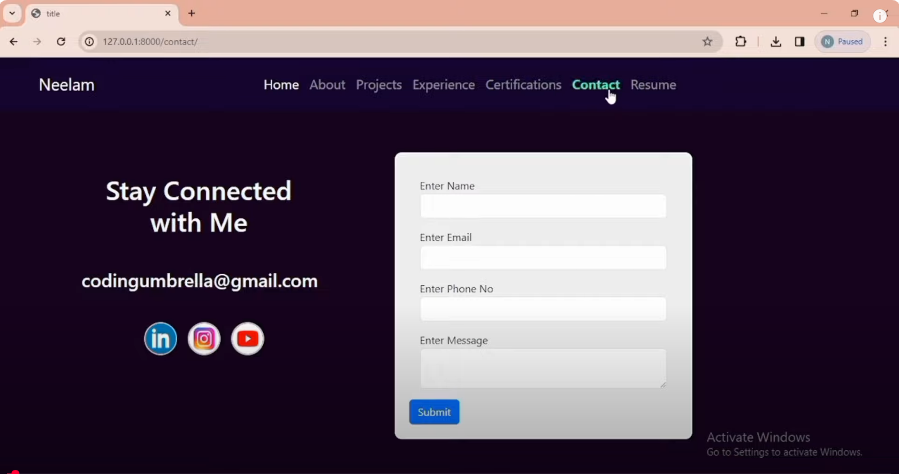 title
127.0.0.1:8000/contact/
N Paused
Neelam
Home About Projects Experience Certifications Contact Resume
Stay Connected
with Me
codingumbrella@gmail.com
in
Enter Name
Enter Email
Enter Phone No
Enter Message
Submit
Activate Windows
Go to Settings to activate Windows.